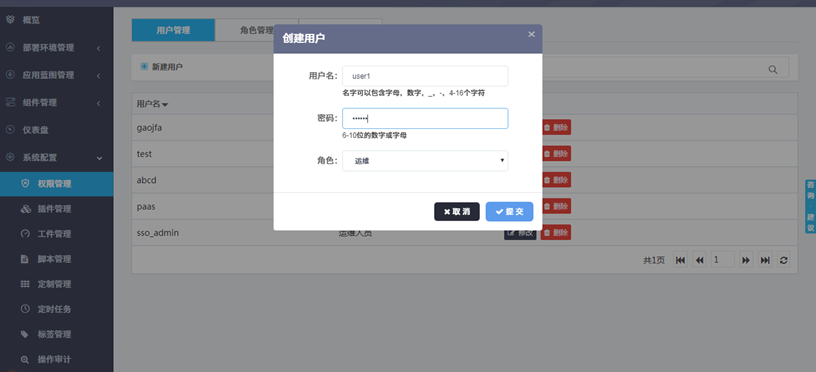 概览
部署环境管理
应用蓝图管理
组件管理
仪表盘
系统配置
权限管理
插件管理
工件管理
脚本管理
定制管理
定时任务
标签管理
操作审计
用户管理
角色管理
新建用户
用户名
gaojfa
删除
test
删除
abcd
删除
paas
删除
sso_admin
运维人员
修改
删除
共1页
1
创建用户
×
用户名:
user1
名字可以包含字母，数字，_，-，4-16个字符
密码:
••••••
6-10位的数字或字母
角色:
运维
取消
提交
咨询
·
建议